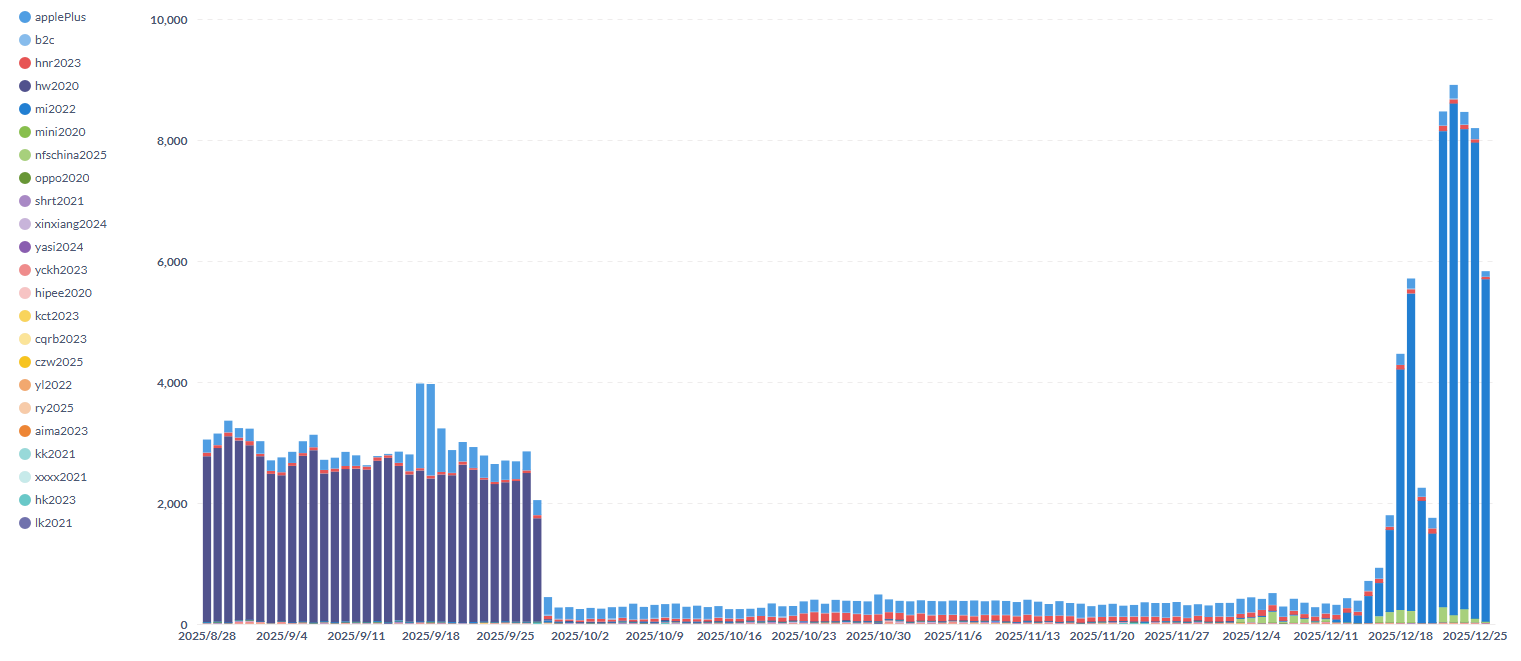 applePlus
b2c
hnr2023
hw2020
mi2022
mini2020
nfschina2025
oppo2020
shrt2021
xinxiang2024
yasi2024
yckh2023
hipee2020
kct2023
cqrb2023
czw2025
yl2022
ry2025
aima2023
kk2021
xxxx2021
hk2023
lk2021
10,000
8,000
6,000
4,000
2,000
0
2025/8/28 2025/9/4 2025/9/11 2025/9/18 2025/9/25 2025/10/2 2025/10/9 2025/10/16 2025/10/23 2025/10/30 2025/11/6 2025/11/13 2025/11/20 2025/11/27 2025/12/4 2025/12/11 2025/12/18 2025/12/25